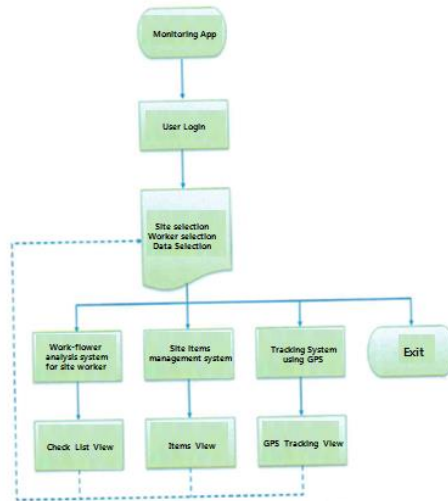 Monitoring App
User Login
Site selection
Worker selection
Data Selection
Work-flower
analysis system
for site worker
Site Items
management system
Tracking System
using GPS
Exit
Check List View
Items View
GPS Tracking View